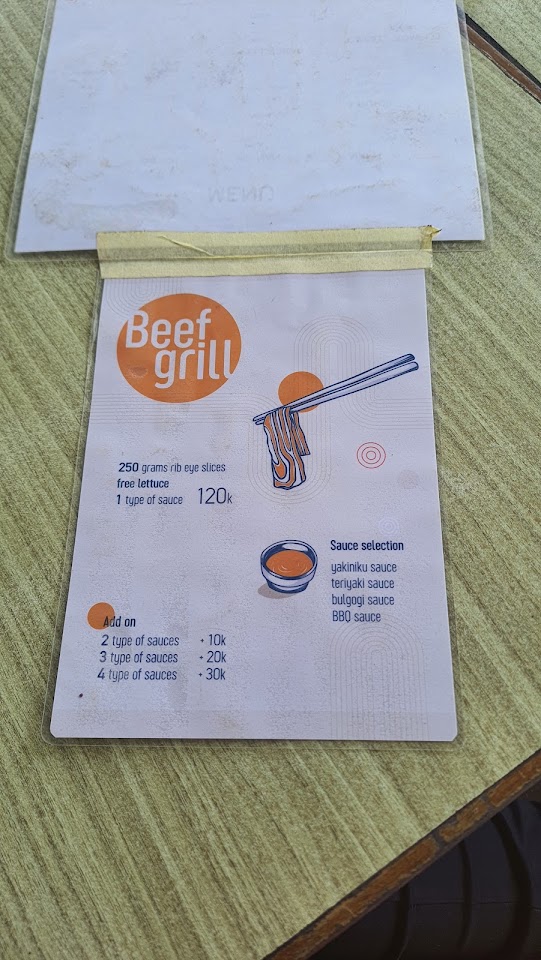 MENU
Beef
grill
250 grams rib eye slices
free lettuce
1 type of sauce 120k
Sauce selection
yakiniku sauce
teriyaki sauce
bulgogi sauce
BBQ sauce
Add on
2 type of sauces + 10k
3 type of sauces + 20k
4 type of sauces + 30k